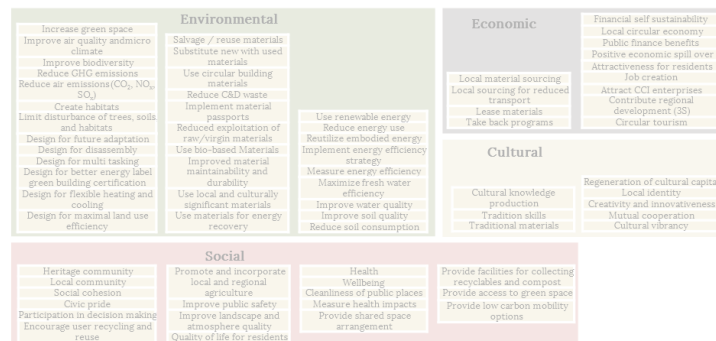 Environmental
Increase green space
Improve air quality andmicro
climate
Improve biodiversity
Reduce GHG emissions
Reduce air emissions(CO₂, NOₓ,
SO₂)
Create habitats
Limit disturbance of trees, soils
and habitats
Design for future adaptation
Design for disassembly
Design for multi tasking
Design for better energy label
green building certification
Design for flexible heating and
cooling
Design for maximal land use
efficiency
Salvage / reuse materials
Substitute new with used
materials
Use circular building
materials
Reduce C&D waste
Implement material
passports
Reduced exploitation of
raw/virgin materials
Use bio-based Materials
Improved material
maintainability and
durability
Use local and culturally
significant materials
Use materials for energy
recovery
Use renewable energy
Reduce energy use
Reutilize embodied energy
Implement energy efficiency
strategy
Measure energy efficiency
Maximize fresh water
efficiency
Improve water quality
Improve soil quality
Reduce soil consumption
Economic
Local material sourcing
Local sourcing for reduced
transport
Lease materials
Take back programs
Financial self sustainability
Local circular economy
Public finance benefits
Positive economic spill over
Attractiveness for residents
Job creation
Attract CCI enterprises
Contribute regional
development (3S)
Circular tourism
Cultural
Cultural knowledge
production
Tradition skills
Traditional materials
Regeneration of cultural capita
Local identity
Creativity and innovativeness
Mutual cooperation
Cultural vibrancy
Social
Heritage community
Local community
Social cohesion
Civic pride
Participation in decision making
Encourage user recycling and
reuse
Promote and incorporate
local and regional
agriculture
Improve public safety
Improve landscape and
atmosphere quality
Quality of life for residents
Health
Wellbeing
Cleanliness of public places
Measure health impacts
Provide shared space
arrangement
Provide facilities for collecting
recyclables and compost
Provide access to green space
Provide low carbon mobility
options